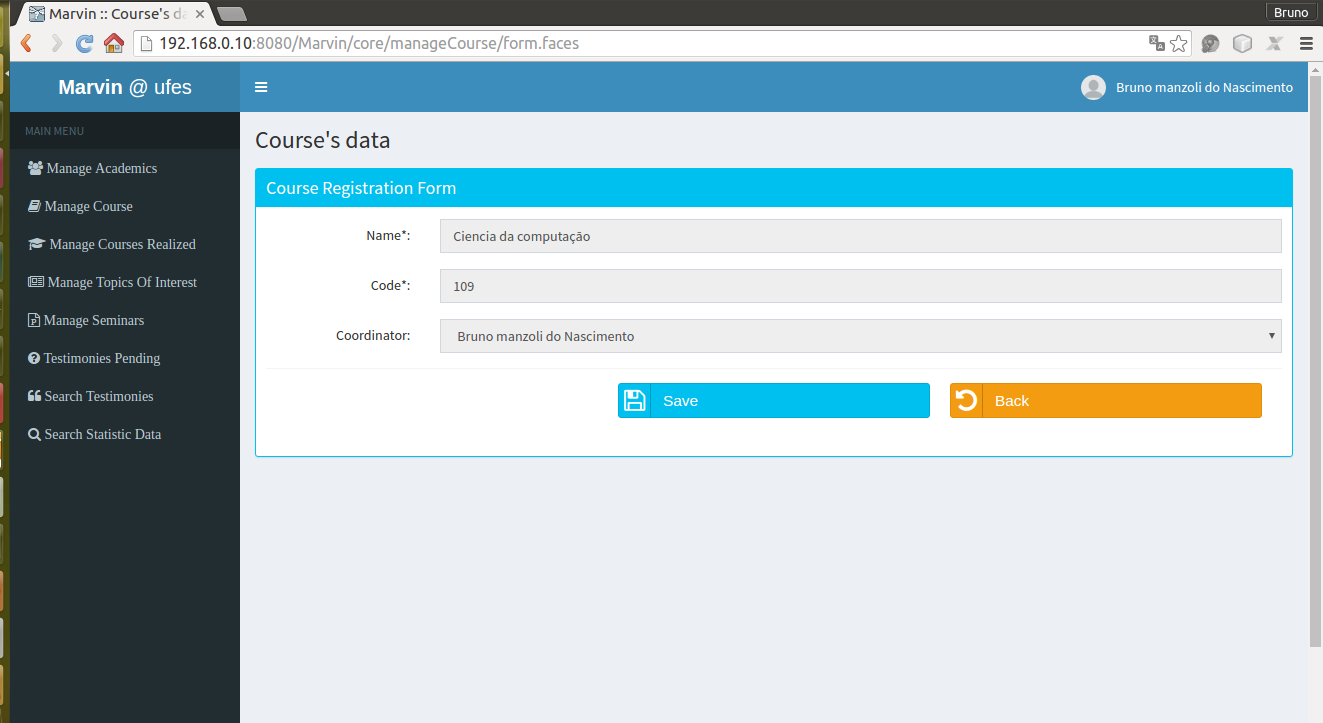 Marvin :: Course's da
Bruno
192.168.0.10:8080/Marvin/core/manageCourse/form.faces
Marvin @ ufes
Bruno manzoli do Nascimento
MAIN MENU
Manage Academics
Manage Course
Manage Courses Realized
Manage Topics Of Interest
Manage Seminars
Testimonies Pending
Search Testimonies
Search Statistic Data
Course's data
Course Registration Form
Name*:
Ciencia da computação
Code*:
109
Coordinator:
Bruno manzoli do Nascimento
Save
Back